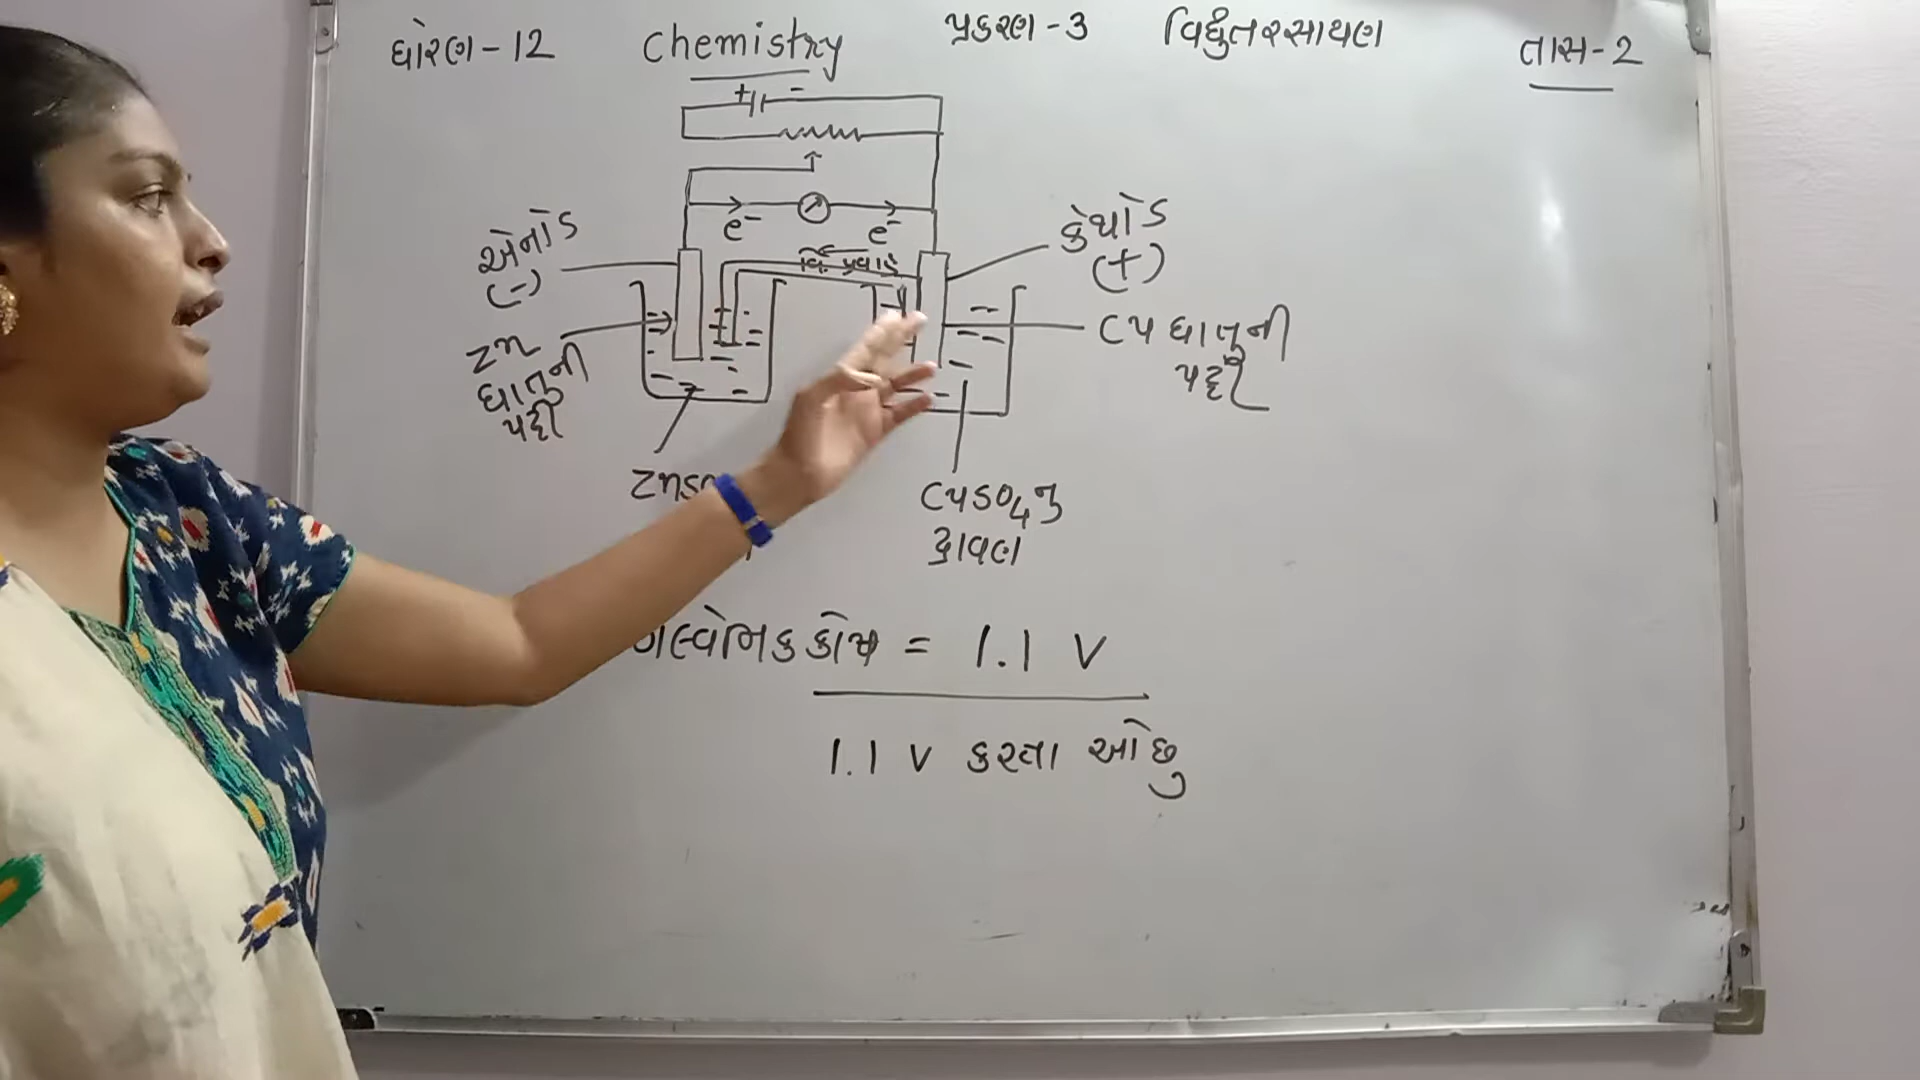 ધોરણ - 12
Chemistry
પ્રકરણ - 3
વિદ્યુતરસાયણ
તાસ - 2
+ -
e⁻ e⁻
વિ. પ્રવાહ
એનોડ
(-)
કેથોડ
(+)
Zn
ધાતુની
પટ્ટી
Cu ધાતુની
પટ્ટી
CuSO₄નું
દ્રાવણ
ગેલ્વેનિક કોષ = 1.1 V
1.1 V કરતા ઓછુ